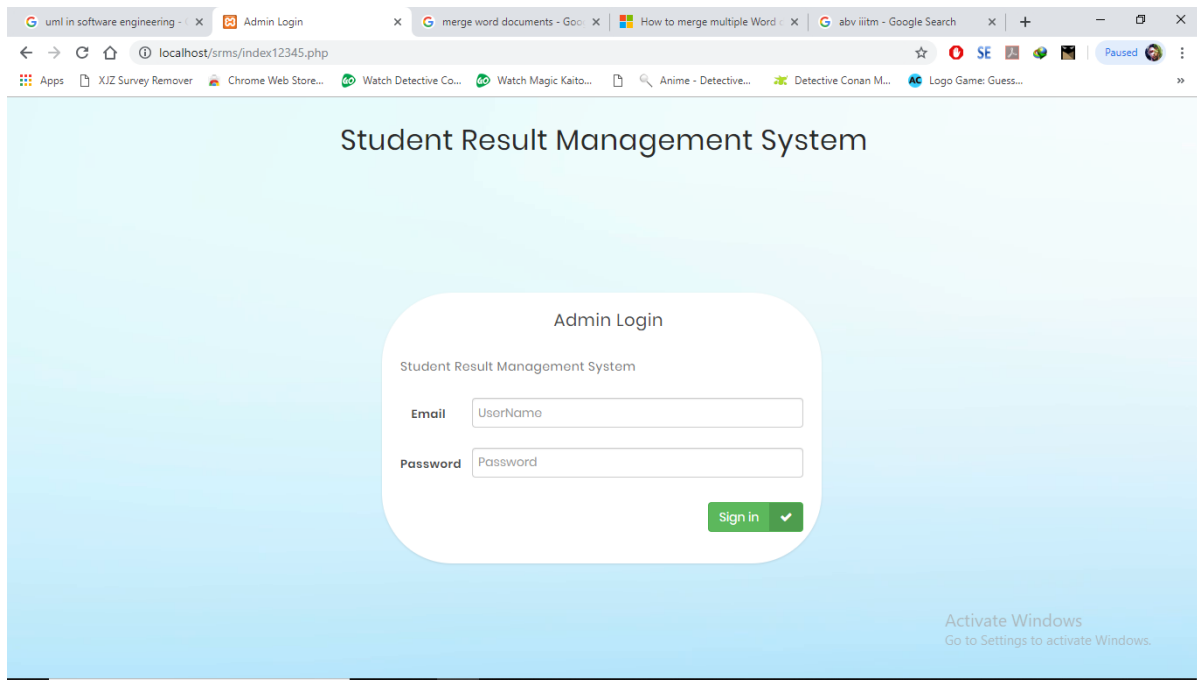 uml in software engineering -
Admin Login
merge word documents - Goo
How to merge multiple Word
abv iiitm - Google Search
localhost/srms/index12345.php
SE
Paused
Apps
XJZ Survey Remover
Chrome Web Store...
Watch Detective Co...
Watch Magic Kaito...
Anime - Detective...
Detective Conan M...
AC
Logo Game: Guess...
Student Result Management System
Admin Login
Student Result Management System
Email
UserName
Password
Password
Sign in
Activate Windows
Go to Settings to activate Windows.